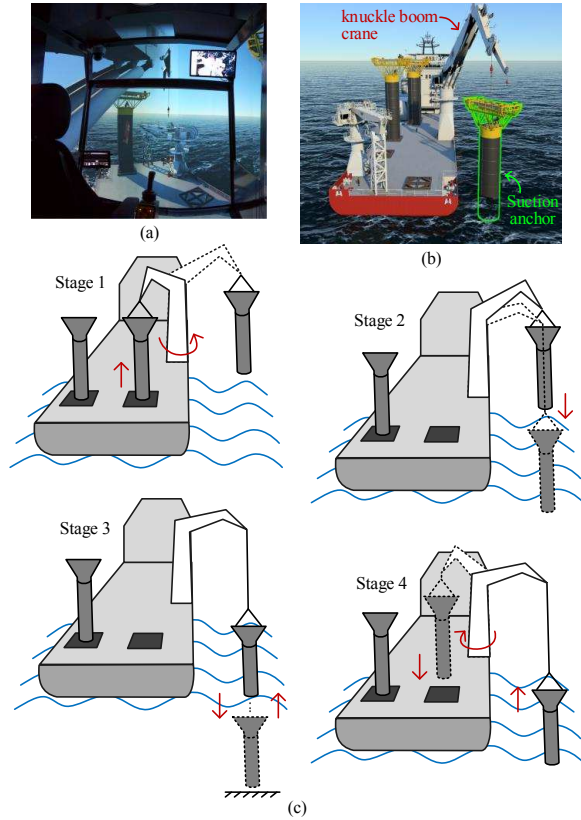 knuckle boom
crane
Suction
anchor
(a)
(b)
Stage 1
Stage 2
Stage 3
Stage 4
(c)